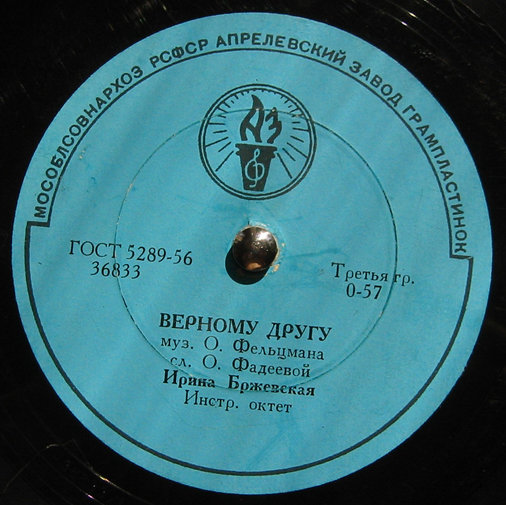 МОСОБЛСОВНАРХОЗ РСФСР АПРЕЛЕВСКИЙ ЗАВОД ГРАМПЛАСТИНОК
АЗ
ГОСТ 5289-56
36833
Третья гр.
0-57
ВЕРНОМУ ДРУГУ
муз. О. Фельцмана
сл. О. Фадеевой
Ирина Бржевская
Инстр. октет